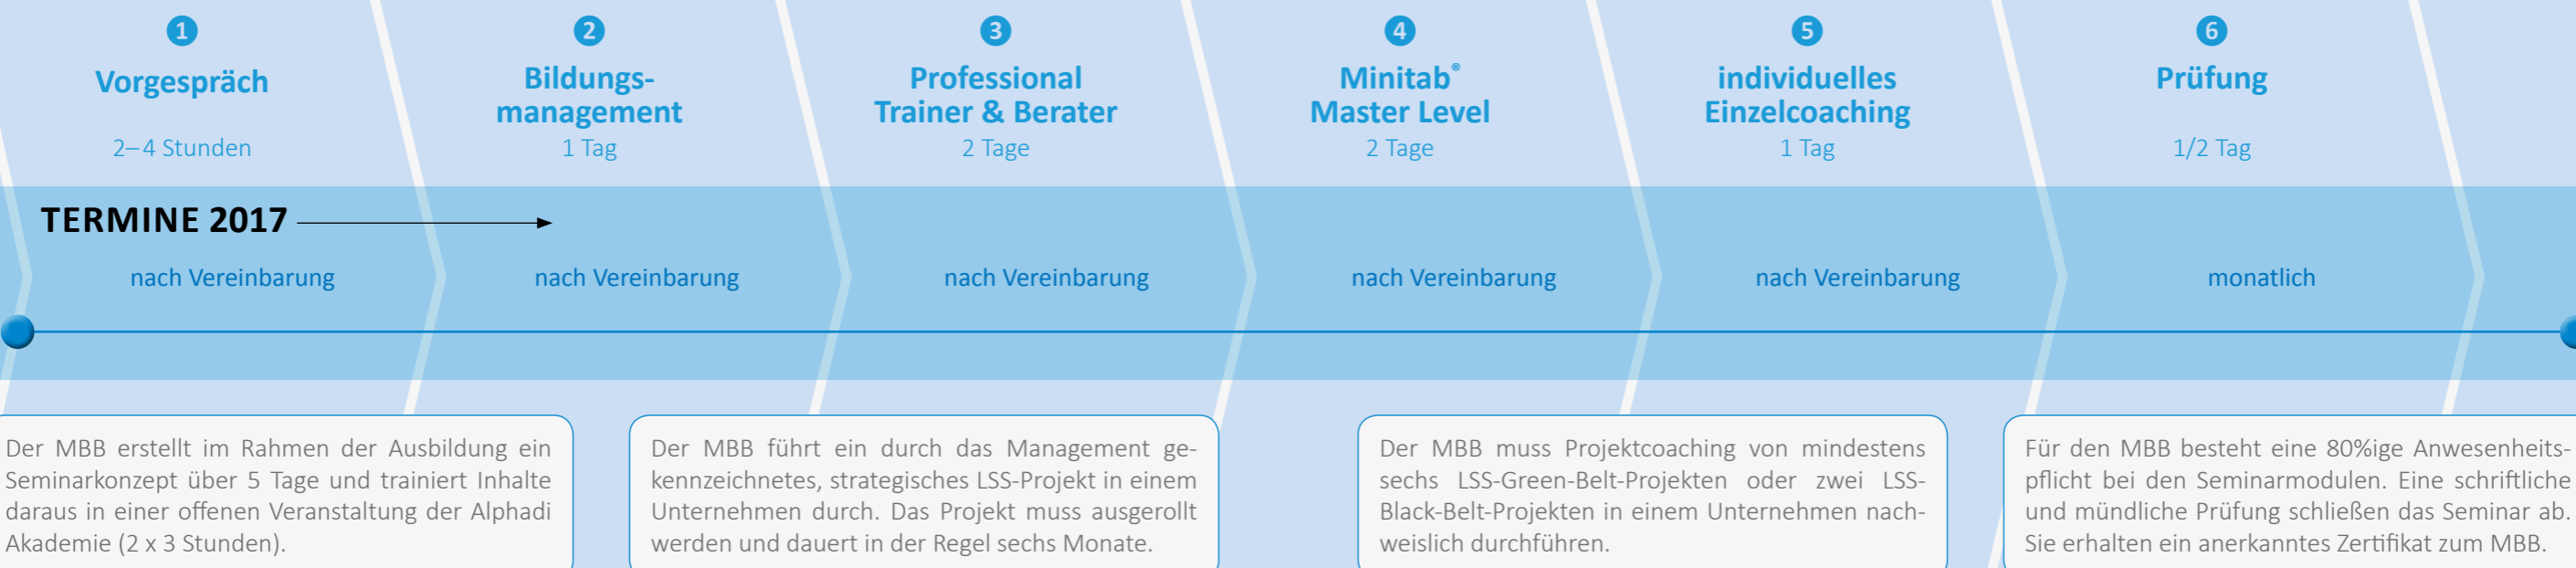 1
Vorgespräch
2–4 Stunden
2
Bildungs-
management
1 Tag
3
Professional
Trainer & Berater
2 Tage
4
Minitab®
Master Level
2 Tage
5
individuelles
Einzelcoaching
1 Tag
6
Prüfung
1/2 Tag
TERMINE 2017
nach Vereinbarung
nach Vereinbarung
nach Vereinbarung
nach Vereinbarung
nach Vereinbarung
monatlich
Der MBB erstellt im Rahmen der Ausbildung ein
Seminarkonzept über 5 Tage und trainiert Inhalte
daraus in einer offenen Veranstaltung der Alphadi
Akademie (2 x 3 Stunden).
Der MBB führt ein durch das Management ge-
kennzeichnetes, strategisches LSS-Projekt in einem
Unternehmen durch. Das Projekt muss ausgerollt
werden und dauert in der Regel sechs Monate.
Der MBB muss Projektcoaching von mindestens
sechs LSS-Green-Belt-Projekten oder zwei LSS-
Black-Belt-Projekten in einem Unternehmen nach-
weislich durchführen.
Für den MBB besteht eine 80%ige Anwesenheits-
pflicht bei den Seminarmodulen. Eine schriftliche
und mündliche Prüfung schließen das Seminar ab.
Sie erhalten ein anerkanntes Zertifikat zum MBB.